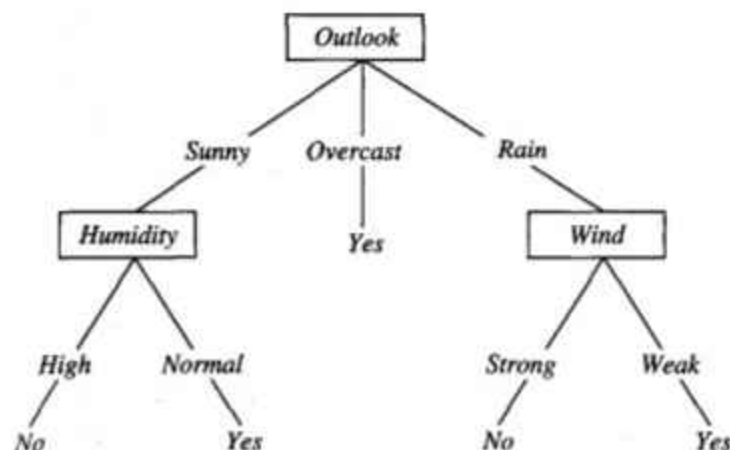 Outlook
Sunny Overcast Rain
Humidity Yes Wind
High Normal Strong Weak
No Yes No Yes